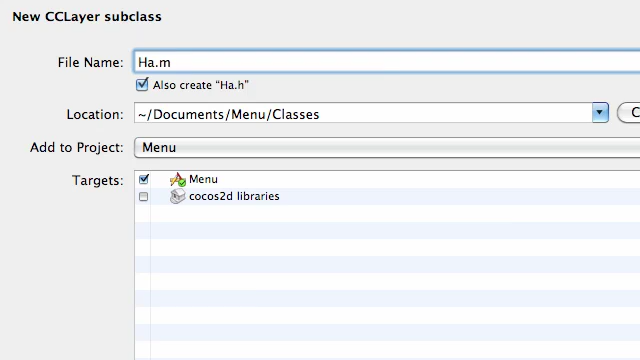 New CCLayer subclass
File Name: Ha.m
Also create “Ha.h”
Location: ~/Documents/Menu/Classes C
Add to Project: Menu
Targets: Menu
cocos2d libraries